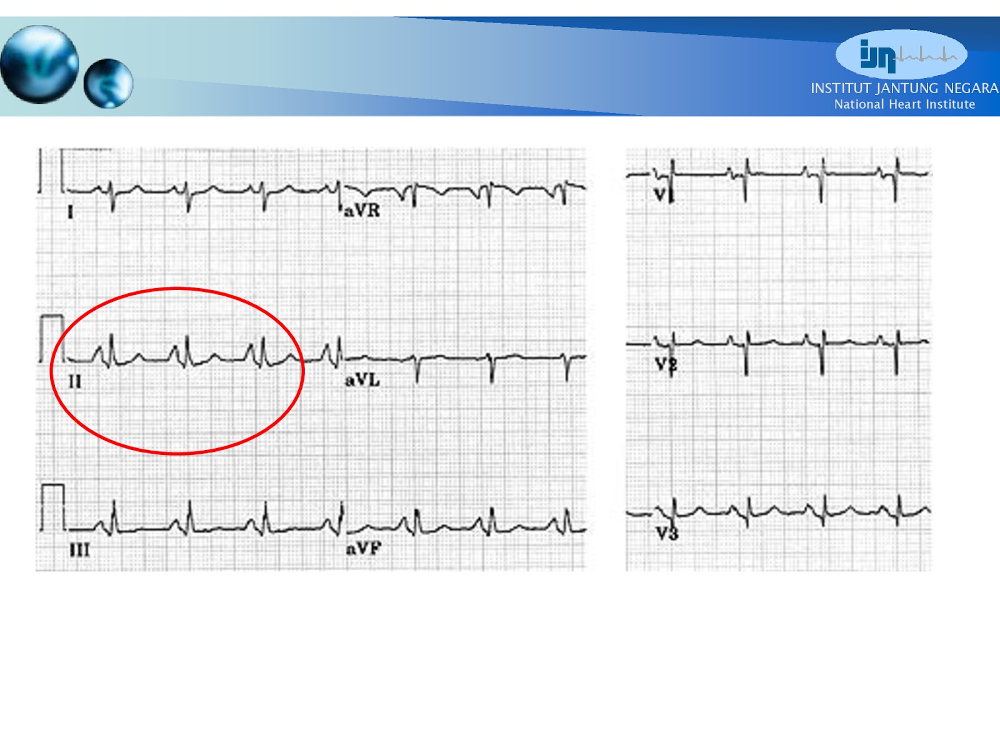 ijn
INSTITUT JANTUNG NEGARA
National Heart Institute
I
aVR
V1
II
aVL
V2
III
aVF
V3